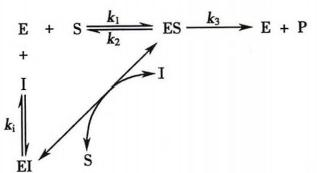 E + S k₁ k₂ ES k₃ E + P
+
I I
kᵢ
EI S